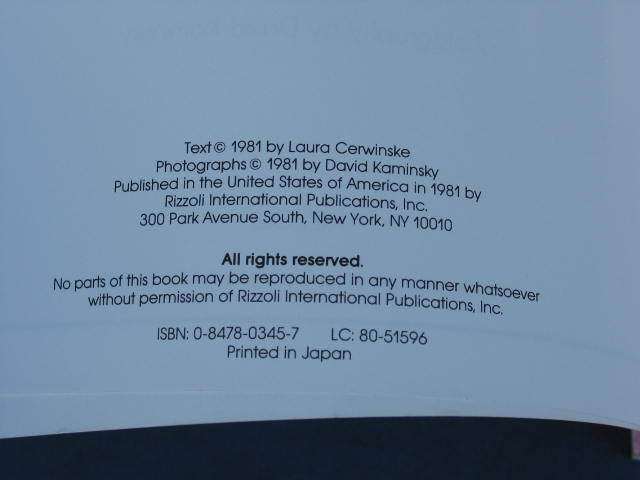 Text © 1981 by Laura Cerwinske
Photographs © 1981 by David Kaminsky
Published in the United States of America in 1981 by
Rizzoli International Publications, Inc.
300 Park Avenue South, New York, NY 10010
All rights reserved.
No parts of this book may be reproduced in any manner whatsoever
without permission of Rizzoli International Publications, Inc.
ISBN: 0-8478-0345-7 LC: 80-51596
Printed in Japan